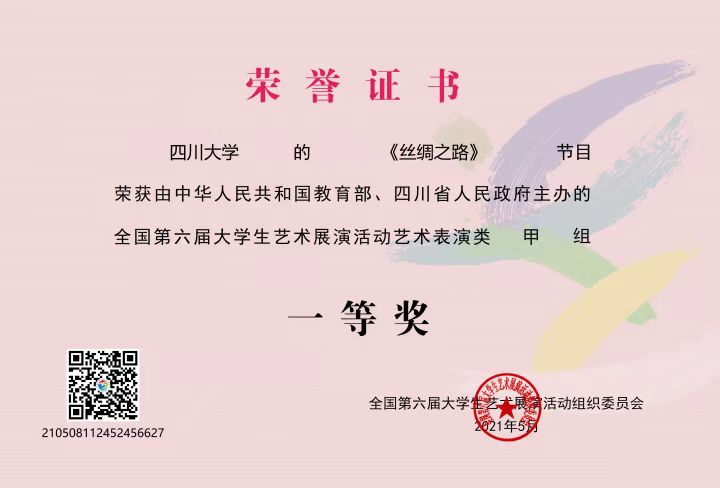 荣誉证书
四川大学 的 《丝绸之路》 节目
荣获由中华人民共和国教育部、四川省人民政府主办的
全国第六届大学生艺术展演活动艺术表演类 甲 组
一等奖
全国第六届大学生艺术展演活动组织委员会
2021年5月
210508112452456627